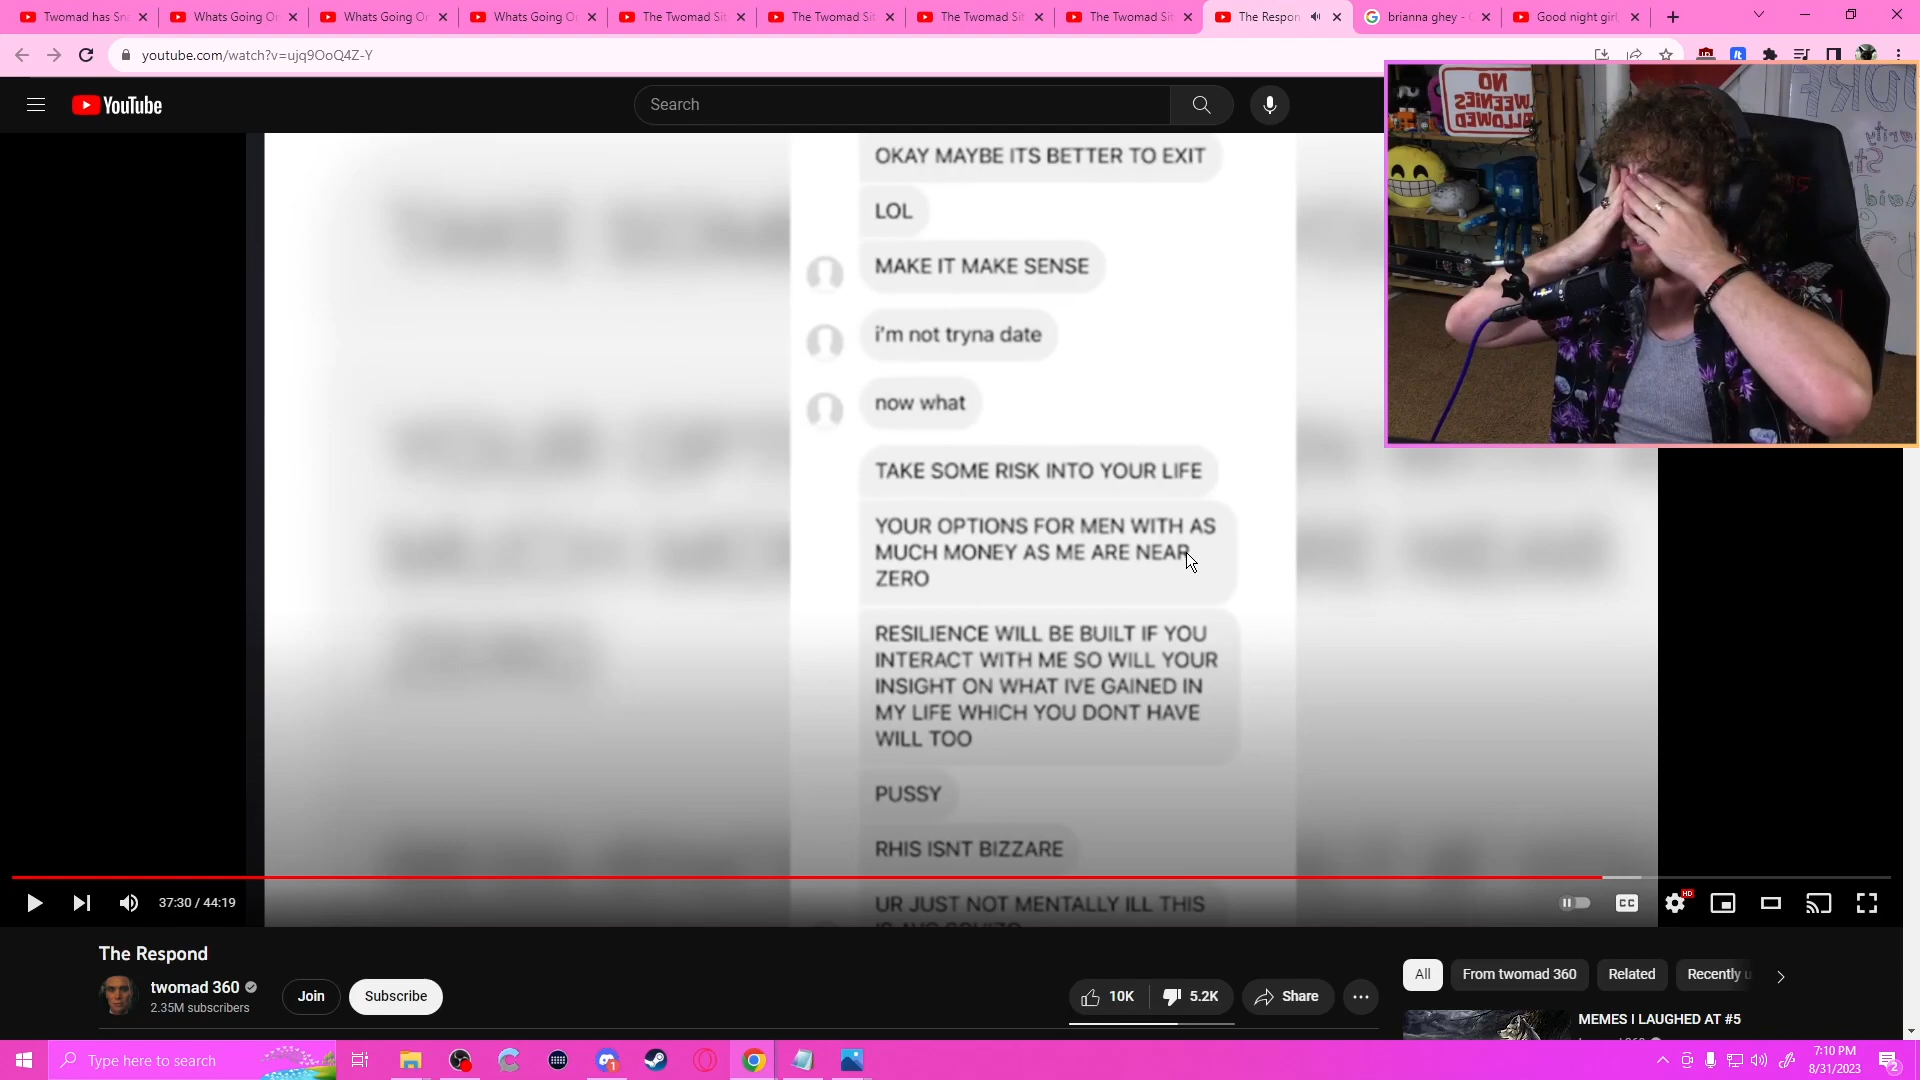 Twomad has Sna
Whats Going On
Whats Going On
Whats Going On
The Twomad Sit
The Twomad Sit
The Twomad Sit
The Twomad Sit
The Respon
brianna ghey -
Good night girl
youtube.com/watch?v=ujq9OoQ4Z-Y
YouTube
Search
NO
WEENIES
ALLOWED
OKAY MAYBE ITS BETTER TO EXIT
LOL
MAKE IT MAKE SENSE
i'm not tryna date
now what
TAKE SOME RISK INTO YOUR LIFE
YOUR OPTIONS FOR MEN WITH AS
MUCH MONEY AS ME ARE NEAR
ZERO
RESILIENCE WILL BE BUILT IF YOU
INTERACT WITH ME SO WILL YOUR
INSIGHT ON WHAT IVE GAINED IN
MY LIFE WHICH YOU DONT HAVE
WILL TOO
PUSSY
RHIS ISNT BIZZARE
UR JUST NOT MENTALLY ILL THIS
37:30 / 44:19
CC
HD
The Respond
twomad 360
2.35M subscribers
Join
Subscribe
10K
5.2K
Share
All
From twomad 360
Related
Recently u
MEMES I LAUGHED AT #5
Type here to search
7:10 PM
8/31/2023
2